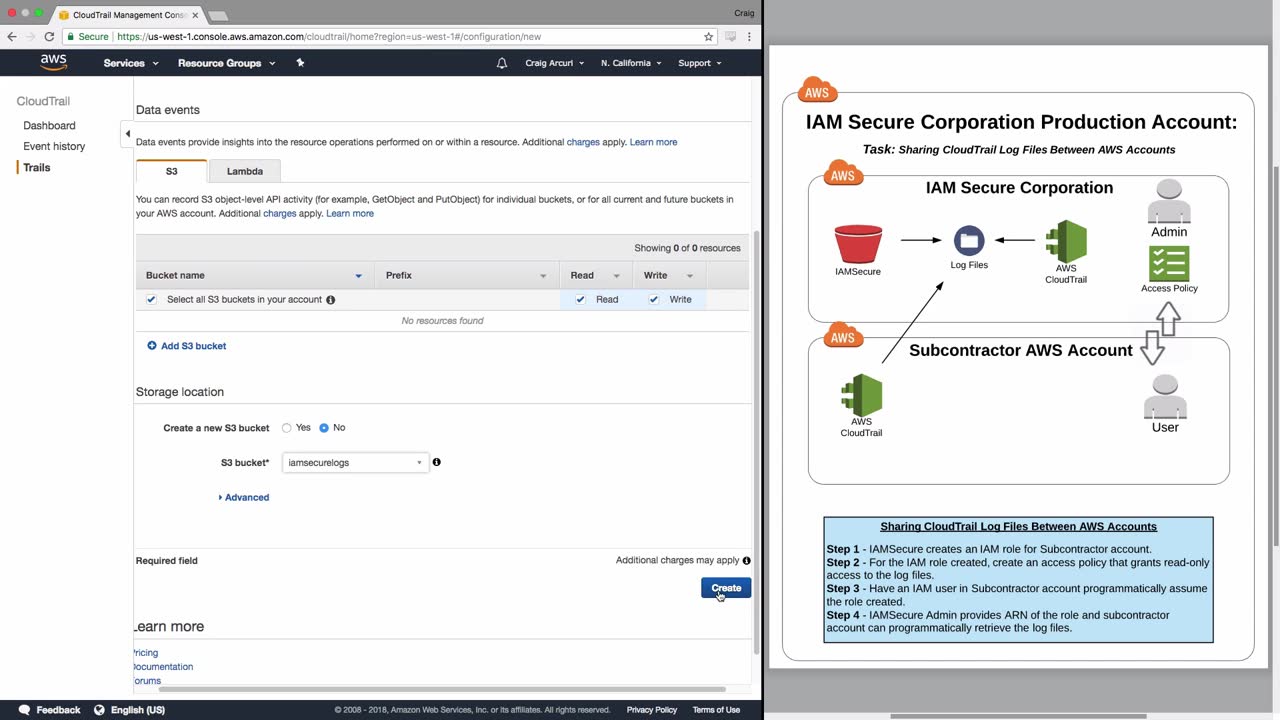 CloudTrail Management Cons
Craig
Secure
https://us-west-1.console.aws.amazon.com/cloudtrail/home?region=us-west-1#/configuration/new
aws
Services
Resource Groups
Craig Arcuri
N. California
Support
CloudTrail
Dashboard
Event history
Trails
Data events
Data events provide insights into the resource operations performed on or within a resource. Additional charges apply. Learn more
S3
Lambda
You can record S3 object-level API activity (for example, GetObject and PutObject) for individual buckets, or for all current and future buckets in
your AWS account. Additional charges apply. Learn more
Showing 0 of 0 resources
Bucket name
Prefix
Read
Write
Select all S3 buckets in your account
Read
Write
No resources found
Add S3 bucket
Storage location
Create a new S3 bucket
Yes
No
S3 bucket*
iamsecurelogs
Advanced
Required field
Additional charges may apply
Create
Learn more
Pricing
Documentation
Forums
Feedback
English (US)
© 2008 - 2018, Amazon Web Services, Inc. or its affiliates. All rights reserved.
Privacy Policy
Terms of Use
AWS
IAM Secure Corporation Production Account:
Task: Sharing CloudTrail Log Files Between AWS Accounts
AWS
IAM Secure Corporation
Admin
IAMSecure
Log Files
AWS
CloudTrail
Access Policy
AWS
Subcontractor AWS Account
AWS
CloudTrail
User
Sharing CloudTrail Log Files Between AWS Accounts
Step 1 - IAMSecure creates an IAM role for Subcontractor account.
Step 2 - For the IAM role created, create an access policy that grants read-only
access to the log files.
Step 3 - Have an IAM user in Subcontractor account programmatically assume
the role created.
Step 4 - IAMSecure Admin provides ARN of the role and subcontractor
account can programmatically retrieve the log files.